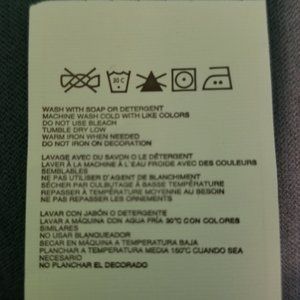 30 C
WASH WITH SOAP OR DETERGENT
MACHINE WASH COLD WITH LIKE COLORS
DO NOT USE BLEACH
TUMBLE DRY LOW
WARM IRON WHEN NEEDED
DO NOT IRON ON DECORATION
LAVAGE AVEC DU SAVON O LE DÉTERGENT
LAVER À LA MACHINE À L'EAU FROIDE AVEC DES COULEURS
SEMBLABLES
NE PAS UTILISER D'AGENT DE BLANCHIMENT
SÉCHER PAR CULBUTAGE À BASSE TEMPÉRATURE
REPASSER À TEMPÉRATURE MOYENNE SI NÉCESSAIRE
NE PAS REPASSER LES ORNEMENTS
LAVAR CON JABÓN O DETERGENTE
LAVAR A MÁQUINA CON AGUA FRÍA 30°C CON COLORES
SIMILARES
NO USAR BLANQUEADOR
SECAR EN MÁQUINA A TEMPERATURA BAJA
PLANCHAR A TEMPERATURA MEDIA 150°C CUANDO SEA
NECESARIO
NO PLANCHAR EL DECORADO